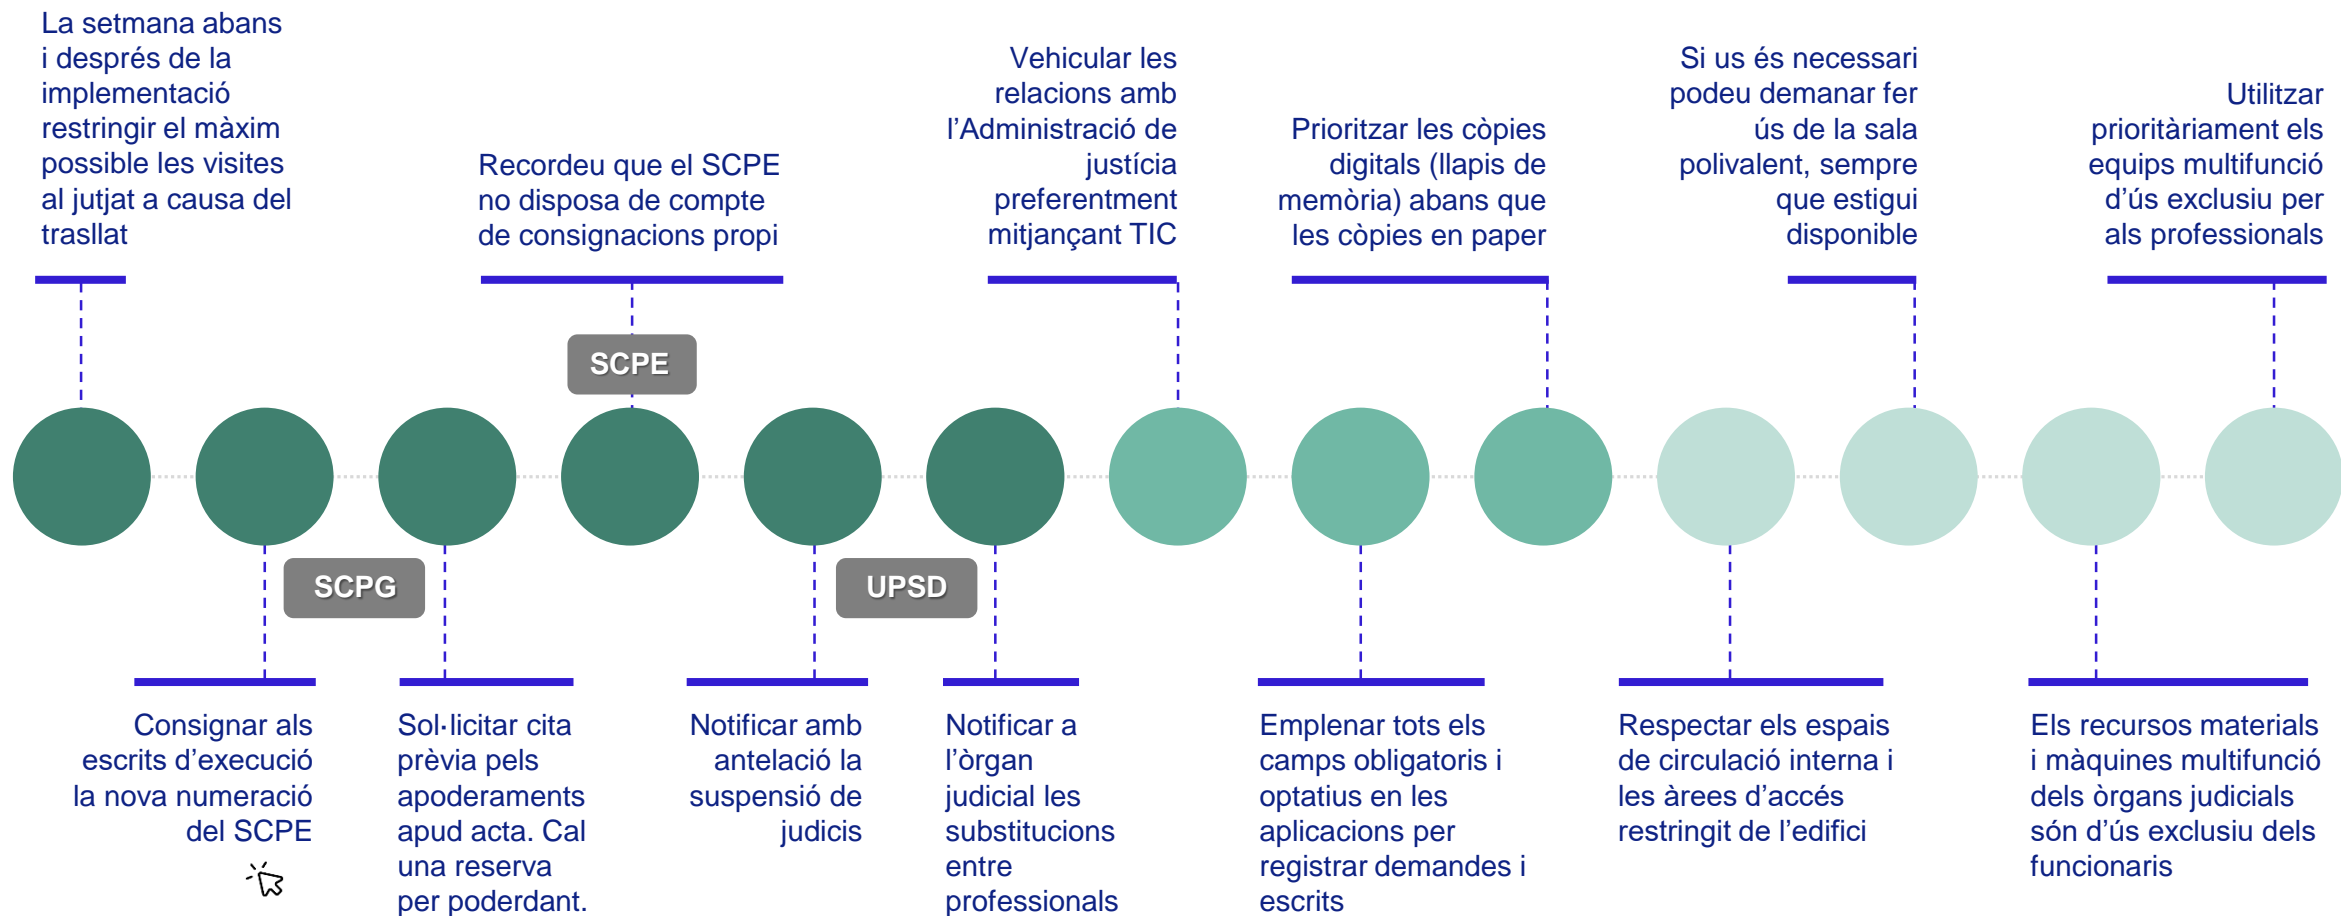 La setmana abans
i després de la
implementació
restringir el màxim
possible les visites
al jutjat a causa del
trasllat
Recordeu que el SCPE
no disposa de compte
de consignacions propi
Vehicular les
relacions amb
l’Administració de
justícia
preferentment
mitjançant TIC
Prioritzar les còpies
digitals (llapis de
memòria) abans que
les còpies en paper
Si us és necessari
podeu demanar fer
ús de la sala
polivalent, sempre
que estigui
disponible
Utilitzar
prioritàriament els
equips multifunció
d’ús exclusiu per
als professionals
SCPE
SCPG
UPSD
Consignar als
escrits d’execució
la nova numeració
del SCPE
Sol·licitar cita
prèvia pels
apoderaments
apud acta. Cal
una reserva
per poderdant.
Notificar amb
antelació la
suspensió de
judicis
Notificar a
l’òrgan
judicial les
substitucions
entre
professionals
Emplenar tots els
camps obligatoris i
optatius en les
aplicacions per
registrar demandes i
escrits
Respectar els espais
de circulació interna i
les àrees d’accés
restringit de l’edifici
Els recursos materials
i màquines multifunció
dels òrgans judicials
són d’ús exclusiu dels
funcionaris